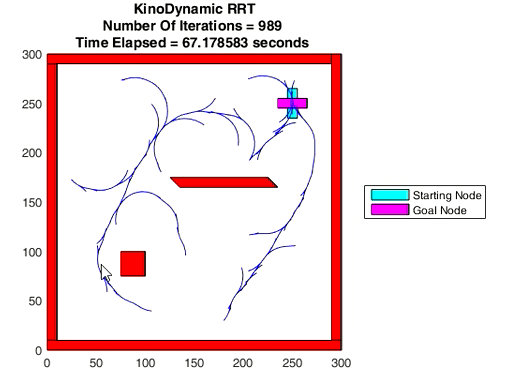 KinoDynamic RRT
Number Of Iterations = 989
Time Elapsed = 67.178583 seconds
300
250
200
150
100
50
0
0 50 100 150 200 250 300
Starting Node
Goal Node